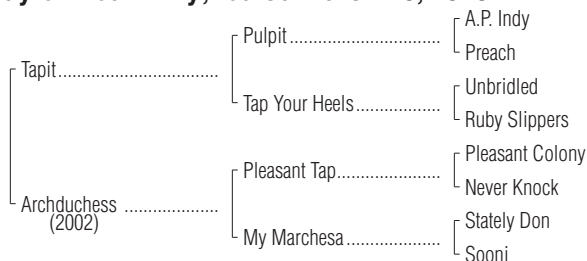 A.P. Indy
Pulpit
Preach
Tapit
Unbridled
Tap Your Heels
Ruby Slippers
Pleasant Colony
Pleasant Tap
Never Knock
Archduchess
(2002)
Stately Don
My Marchesa
Sooni